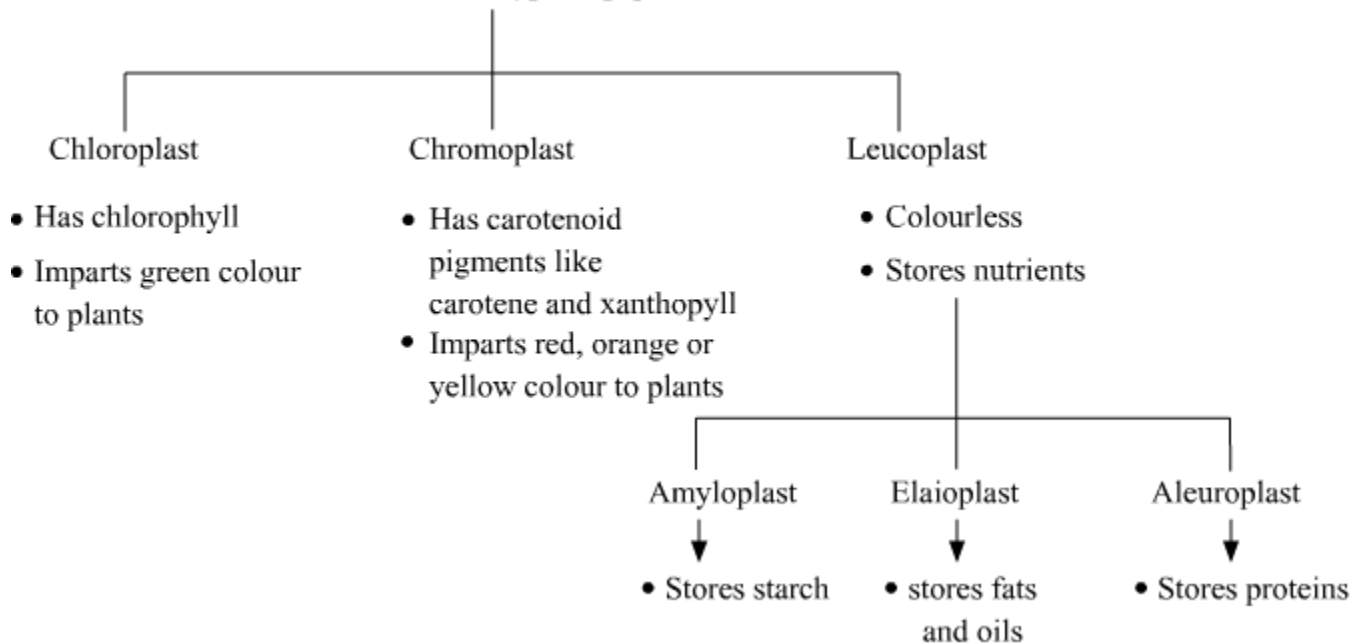 Chloroplast
Chromoplast
Leucoplast
• Has chlorophyll
• Imparts green colour
to plants
• Has carotenoid
pigments like
carotene and xanthopyll
• Imparts red, orange or
yellow colour to plants
• Colourless
• Stores nutrients
Amyloplast
Elaioplast
Aleuroplast
• Stores starch
• stores fats
and oils
• Stores proteins